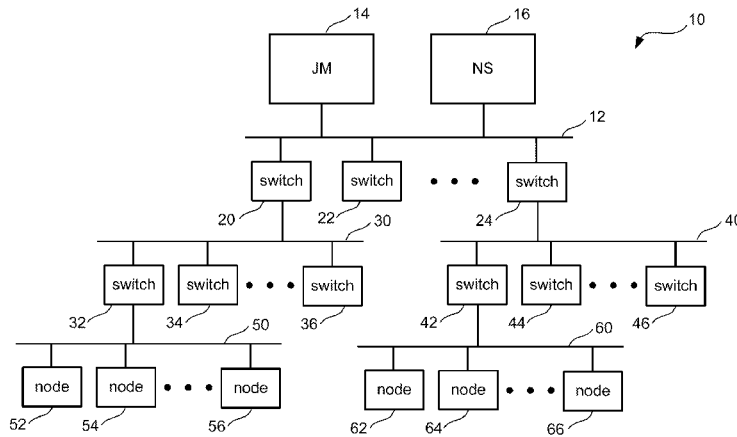 14
16
10
JM
NS
12
switch
switch
switch
20
22
24
30
40
switch
switch
switch
switch
switch
switch
32
34
36
42
44
46
50
60
node
node
node
node
node
node
52
54
56
62
64
66